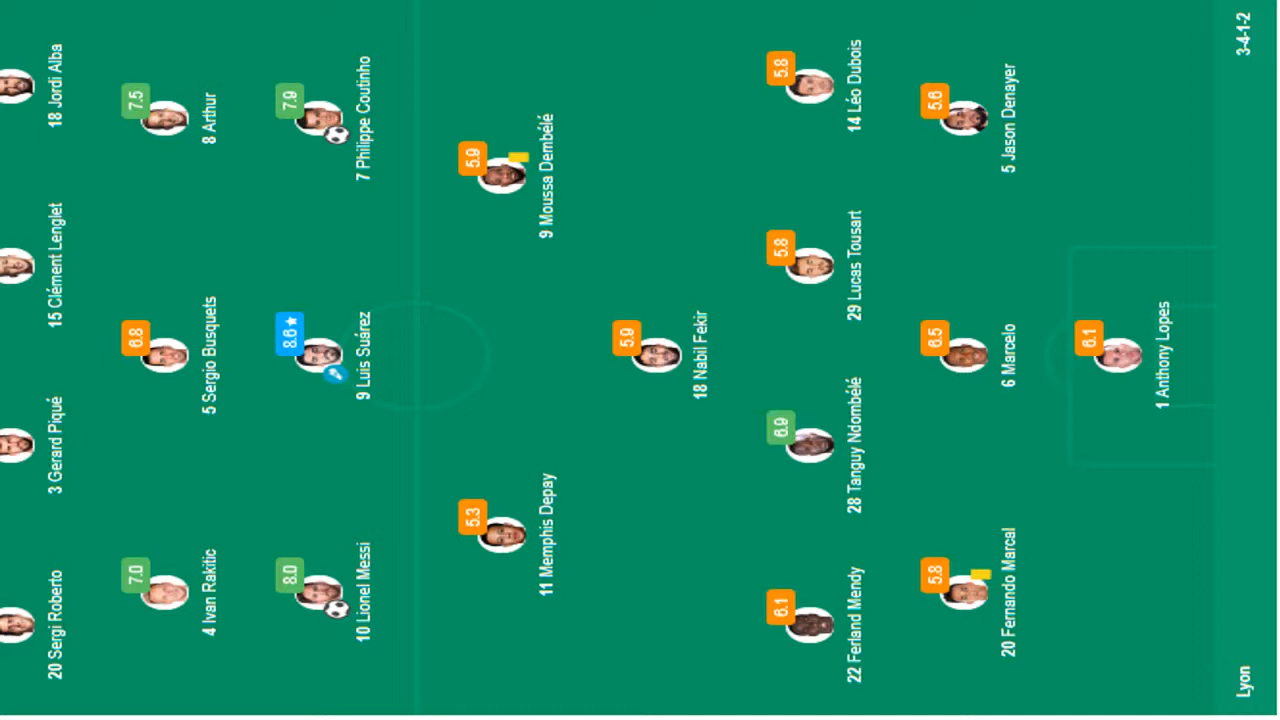 18 Jordi Alba
15 Clément Lenglet
3 Gerard Piqué
20 Sergi Roberto
7.5
8 Arthur
6.8
5 Sergio Busquets
7.0
4 Ivan Rakitic
7.9
7 Philippe Coutinho
8.6★
9 Luis Suárez
8.0
10 Lionel Messi
5.9
9 Moussa Dembélé
5.3
11 Memphis Depay
5.9
18 Nabil Fekir
5.8
14 Léo Dubois
5.8
29 Lucas Tousart
6.9
28 Tanguy Ndombélé
6.1
22 Ferland Mendy
5.6
5 Jason Denayer
6.5
6 Marcelo
5.8
20 Fernando Marcal
6.1
1 Anthony Lopes
Lyon
3-4-1-2